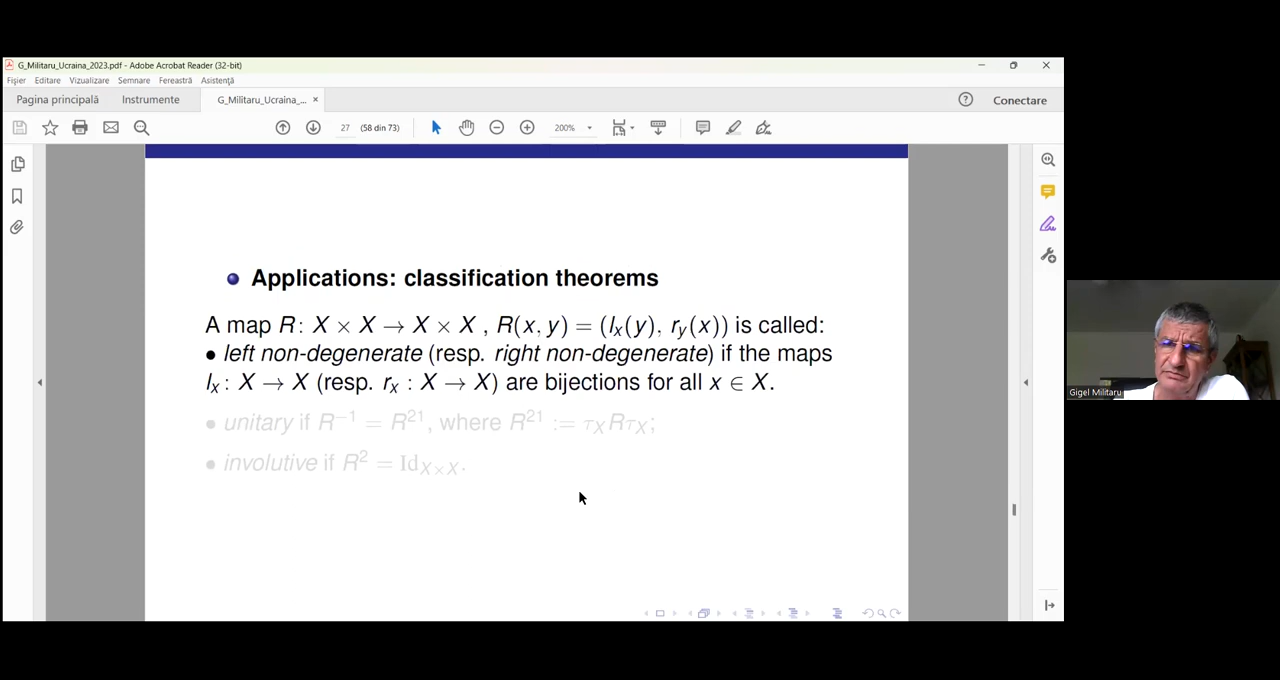 G_Militaru_Ucraina_2023.pdf - Adobe Acrobat Reader (32-bit)
Fișier Editare Vizualizare Semnare Fereastră Asistență
Pagina principală Instrumente G_Militaru_Ucraina_... × Conectare
27 (58 din 73) 200%
Applications: classification theorems
A map R: X × X → X × X , R(x, y) = (l_x(y), r_y(x)) is called:
• left non-degenerate (resp. right non-degenerate) if the maps
l_x: X → X (resp. r_x : X → X) are bijections for all x ∈ X.
• unitary if R⁻¹ = R²¹, where R²¹ := τ_X R τ_X;
• involutive if R² = Id_{X×X}.
Gigel Militaru